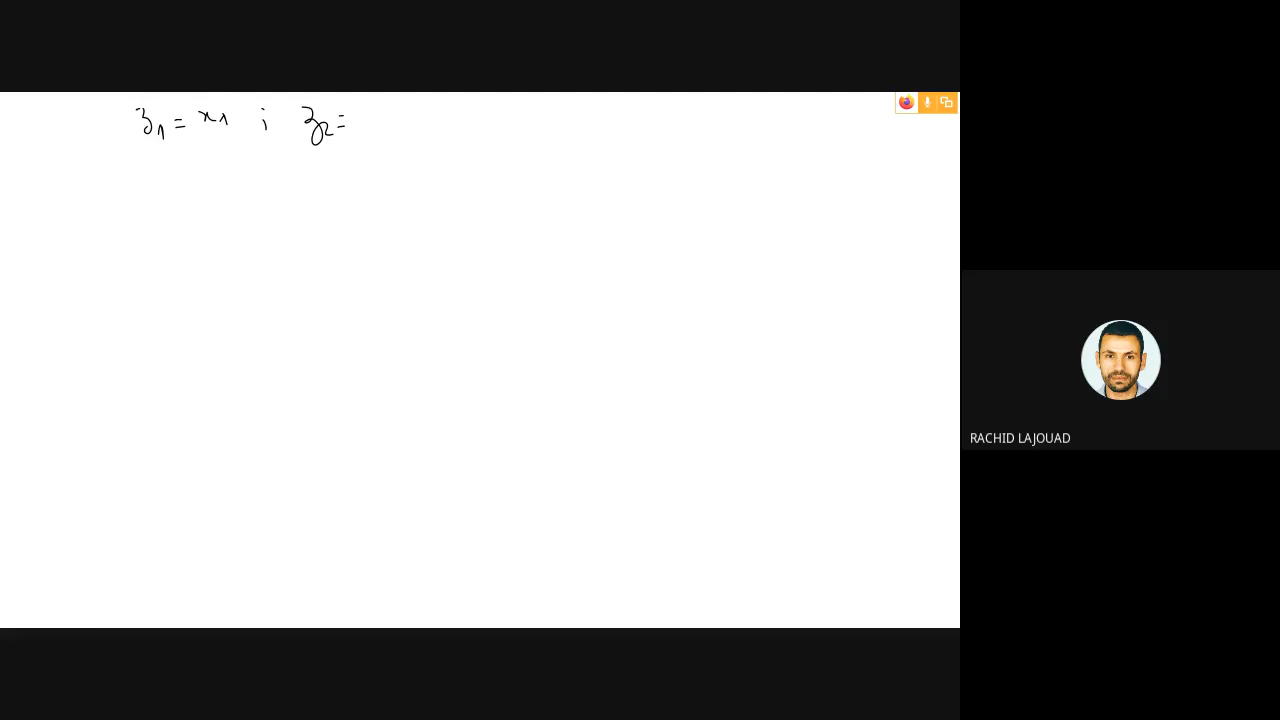 z₁ = x₁ ; z₂ =
RACHID LAJOUAD